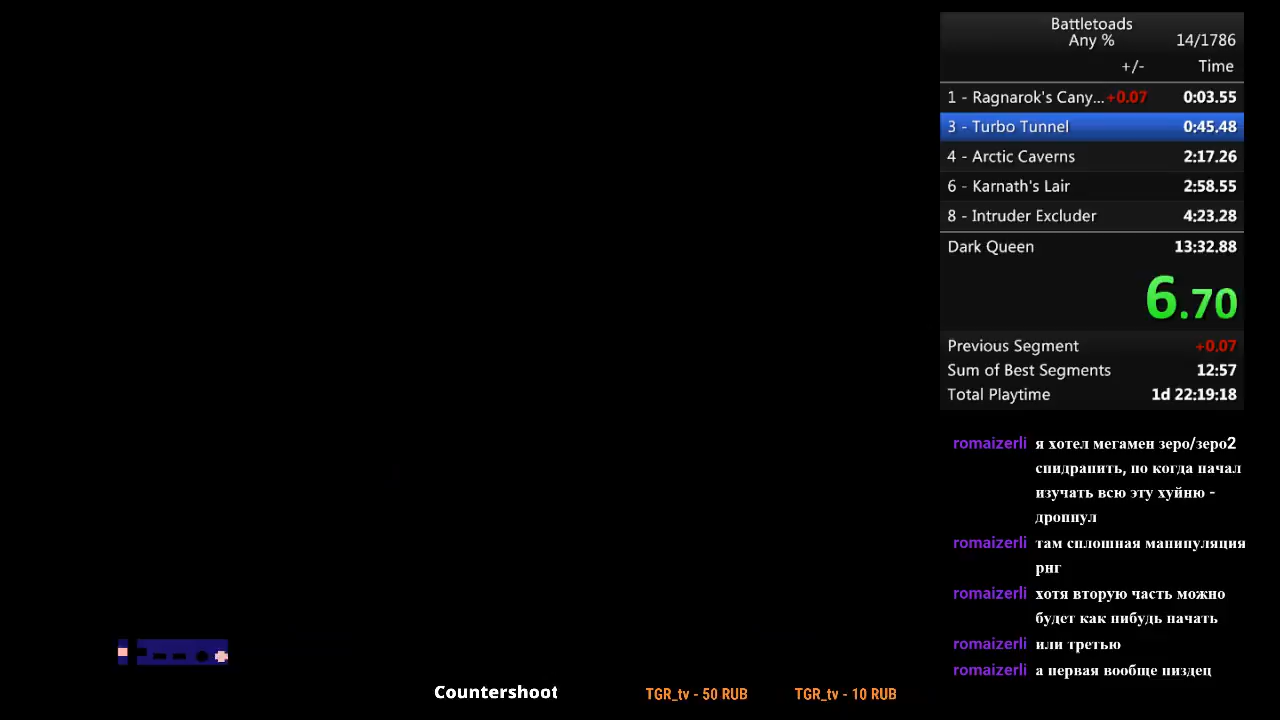 Battletoads
Any % 14/1786
+/- Time
1 - Ragnarok's Cany... +0.07 0:03.55
3 - Turbo Tunnel 0:45.48
4 - Arctic Caverns 2:17.26
6 - Karnath's Lair 2:58.55
8 - Intruder Excluder 4:23.28
Dark Queen 13:32.88
6.70
Previous Segment +0.07
Sum of Best Segments 12:57
Total Playtime 1d 22:19:18
romaizerli я хотел мегамен зеро/зеро2
спидранить, но когда начал
изучать всю эту хуйню -
дроппул
romaizerli там сплошная манипуляция
рнг
romaizerli хотя вторую часть можно
будет как нибудь начать
romaizerli или третью
romaizerli а первая вообще пиздец
Countershoot TGR_tv - 50 RUB TGR_tv - 10 RUB